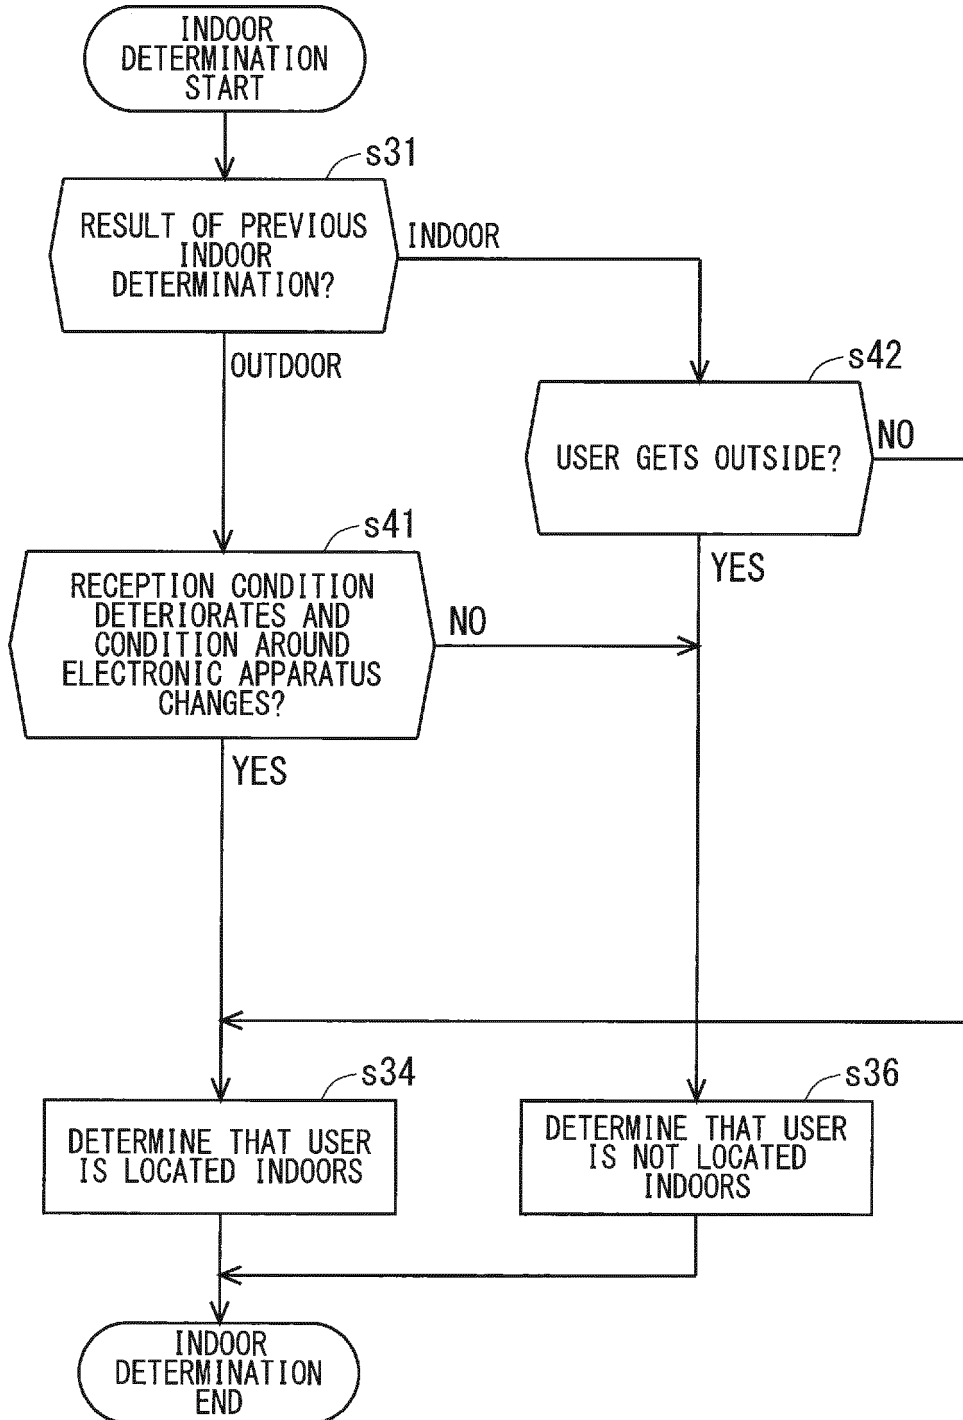 INDOOR
DETERMINATION
START
s31
RESULT OF PREVIOUS
INDOOR
DETERMINATION?
INDOOR
OUTDOOR
s42
USER GETS OUTSIDE?
NO
YES
s41
RECEPTION CONDITION
DETERIORATES AND
CONDITION AROUND
ELECTRONIC APPARATUS
CHANGES?
NO
YES
s34
DETERMINE THAT USER
IS LOCATED INDOORS
s36
DETERMINE THAT USER
IS NOT LOCATED
INDOORS
INDOOR
DETERMINATION
END